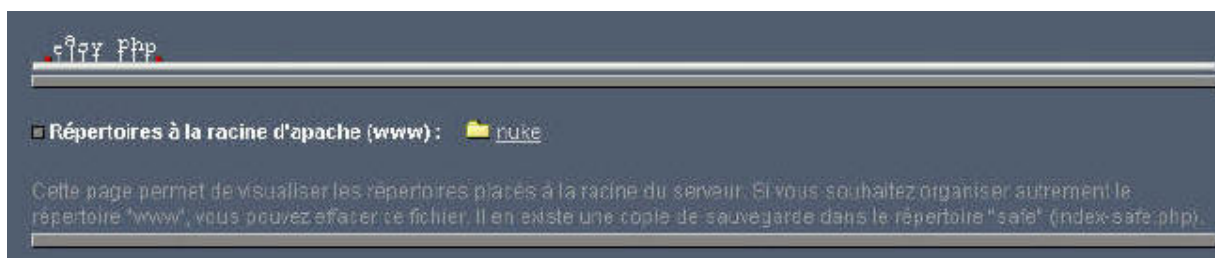 easy php
Répertoires à la racine d'apache (www) : nuke
Cette page permet de visualiser les répertoires placés à la racine du serveur. Si vous souhaitez organiser autrement le
répertoire "www", vous pouvez effacer ce fichier. Il en existe une copie de sauvegarde dans le répertoire "safe" (index-safe.php).